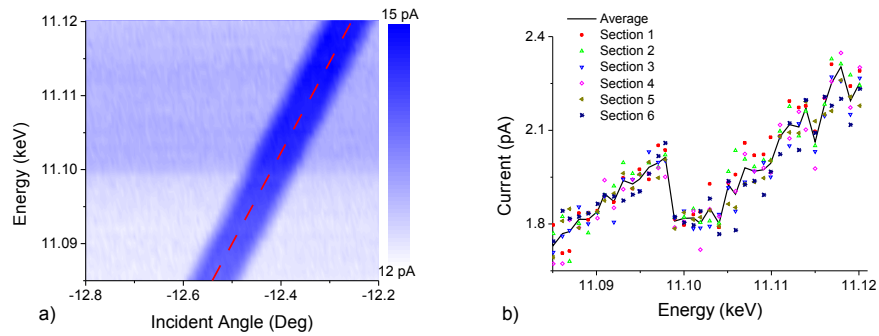 11.12
11.11
11.10
11.09
Energy (keV)
-12.8
-12.6
-12.4
-12.2
Incident Angle (Deg)
15 pA
12 pA
a)
Average
Section 1
Section 2
Section 3
Section 4
Section 5
Section 6
2.4
2.1
1.8
Current (pA)
11.09
11.10
11.11
11.12
Energy (keV)
b)